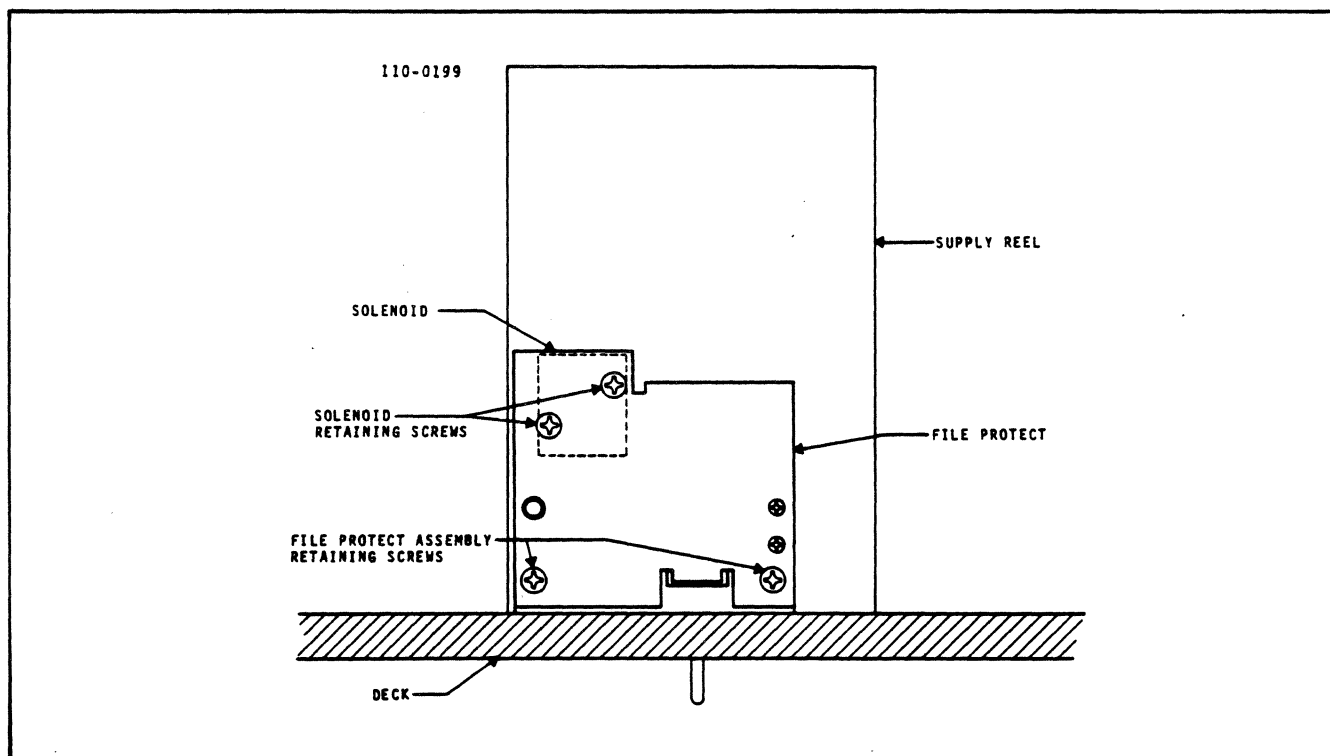 110-0199
SUPPLY REEL
SOLENOID
SOLENOID
RETAINING SCREWS
FILE PROTECT
FILE PROTECT ASSEMBLY
RETAINING SCREWS
DECK